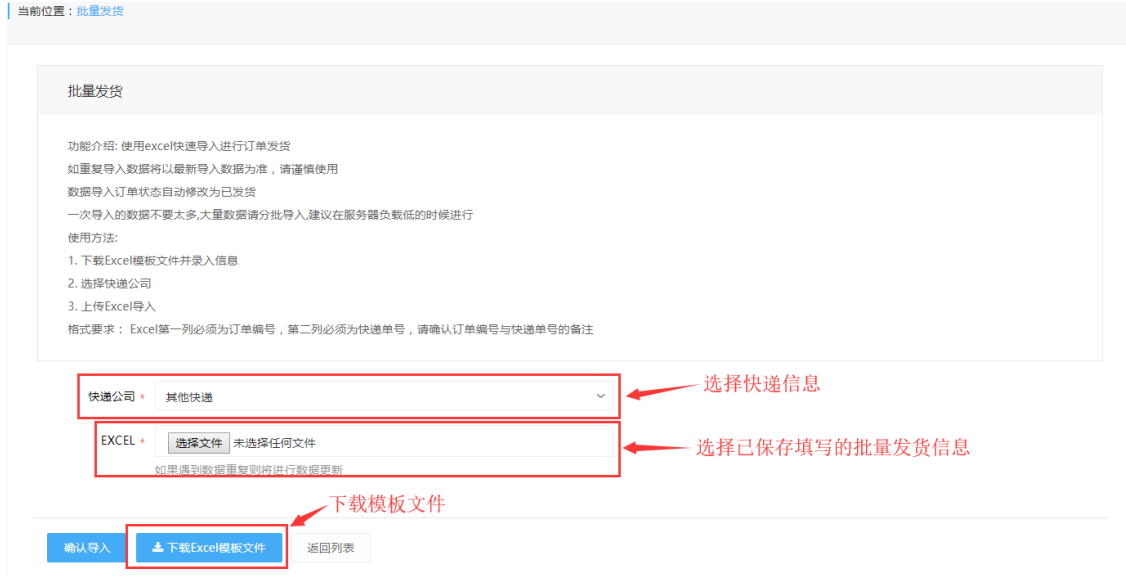 当前位置：批量发货
批量发货
功能介绍: 使用excel快速导入进行订单发货
如重复导入数据将以最新导入数据为准，请谨慎使用
数据导入订单状态自动修改为已发货
一次导入的数据不要太多,大量数据请分批导入,建议在服务器负载低的时候进行
使用方法:
1. 下载Excel模板文件并录入信息
2. 选择快递公司
3. 上传Excel导入
格式要求： Excel第一列必须为订单编号，第二列必须为快递单号，请确认订单编号与快递单号的备注
快递公司 * 其他快递
选择快递信息
EXCEL * 选择文件 未选择任何文件
选择已保存填写的批量发货信息
如果遇到数据重复则将进行数据更新
下载模板文件
确认导入 下载Excel模板文件 返回列表